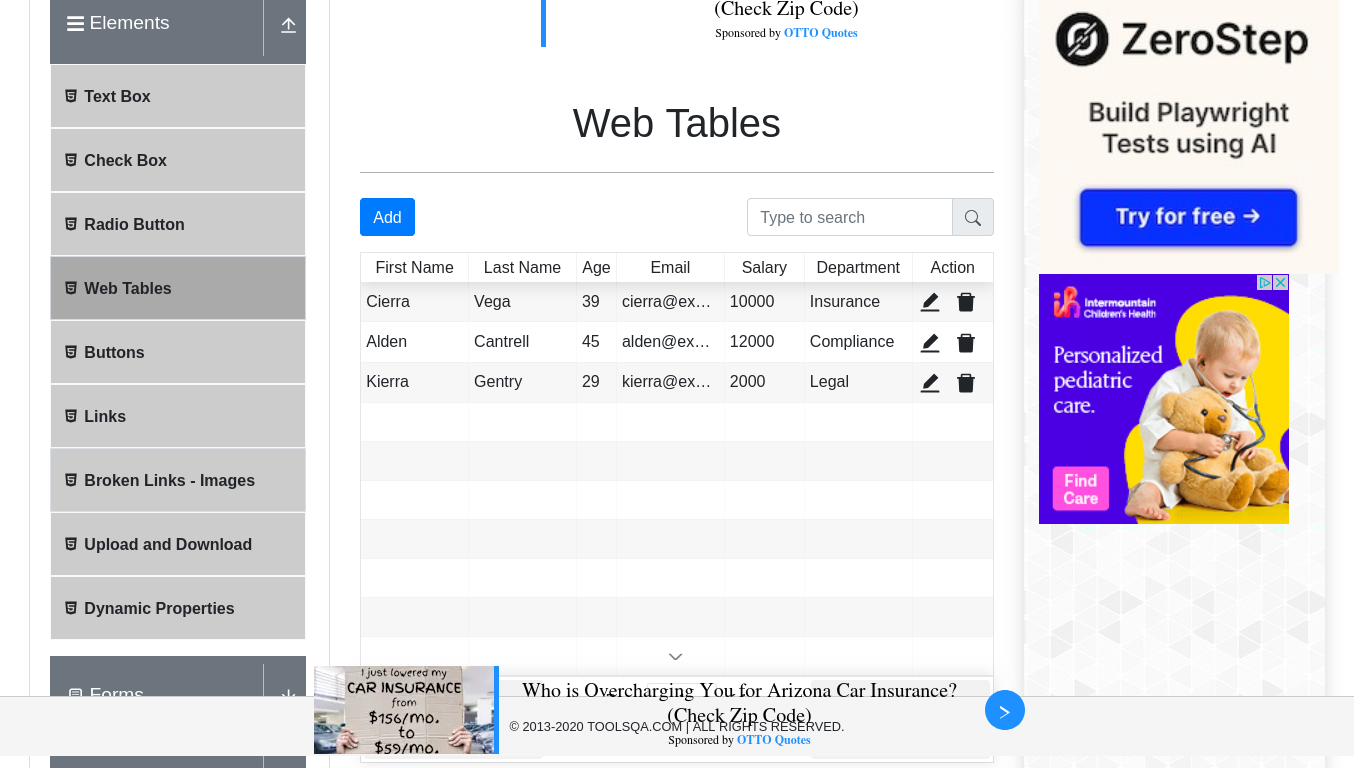 Elements
Text Box
Check Box
Radio Button
Web Tables
Buttons
Links
Broken Links - Images
Upload and Download
Dynamic Properties
Forms
(Check Zip Code)
Sponsored by OTTO Quotes
Web Tables
Add
Type to search
First Name Last Name Age Email Salary Department Action
Cierra Vega 39 cierra@ex… 10000 Insurance
Alden Cantrell 45 alden@ex… 12000 Compliance
Kierra Gentry 29 kierra@ex… 2000 Legal
I just lowered my
CAR INSURANCE
from
$156/mo.
to
$59/mo.
Who is Overcharging You for Arizona Car Insurance?
(Check Zip Code)
© 2013-2020 TOOLSQA.COM | ALL RIGHTS RESERVED.
Sponsored by OTTO Quotes
ZeroStep
Build Playwright
Tests using AI
Try for free →
Intermountain
Children's Health
Personalized
pediatric
care.
Find
Care